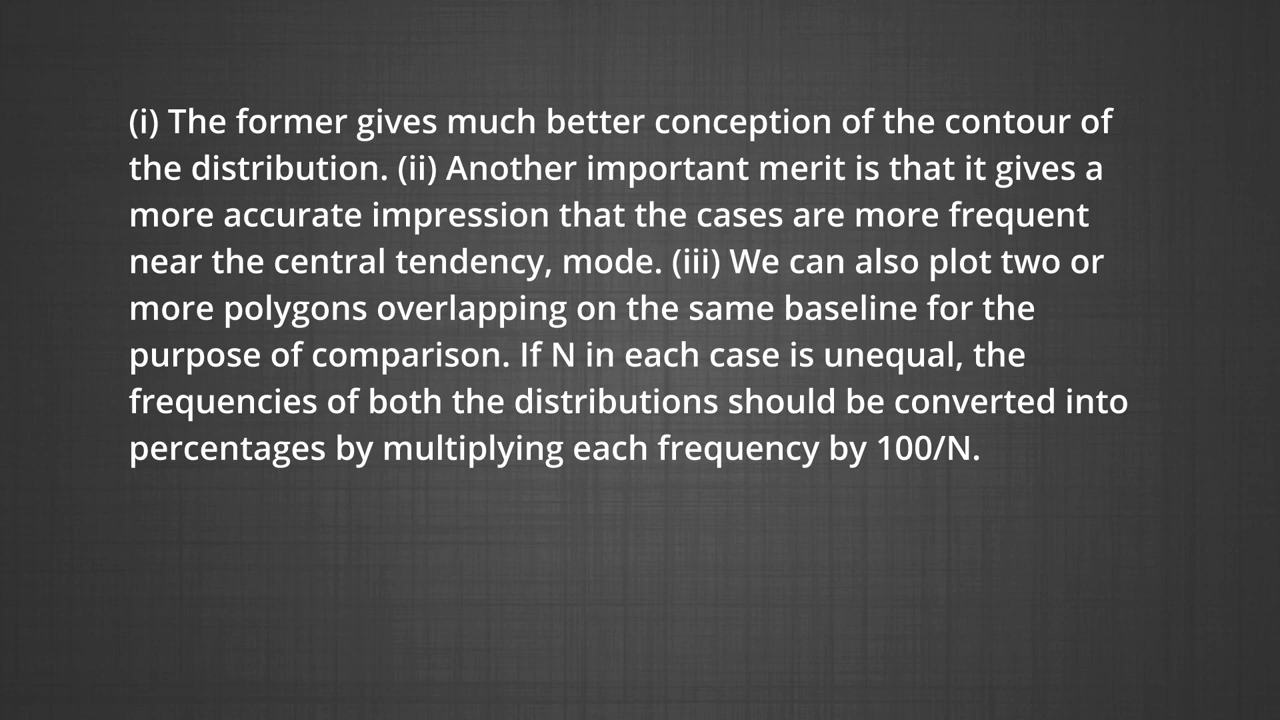 (i) The former gives much better conception of the contour of
the distribution. (ii) Another important merit is that it gives a
more accurate impression that the cases are more frequent
near the central tendency, mode. (iii) We can also plot two or
more polygons overlapping on the same baseline for the
purpose of comparison. If N in each case is unequal, the
frequencies of both the distributions should be converted into
percentages by multiplying each frequency by 100/N.